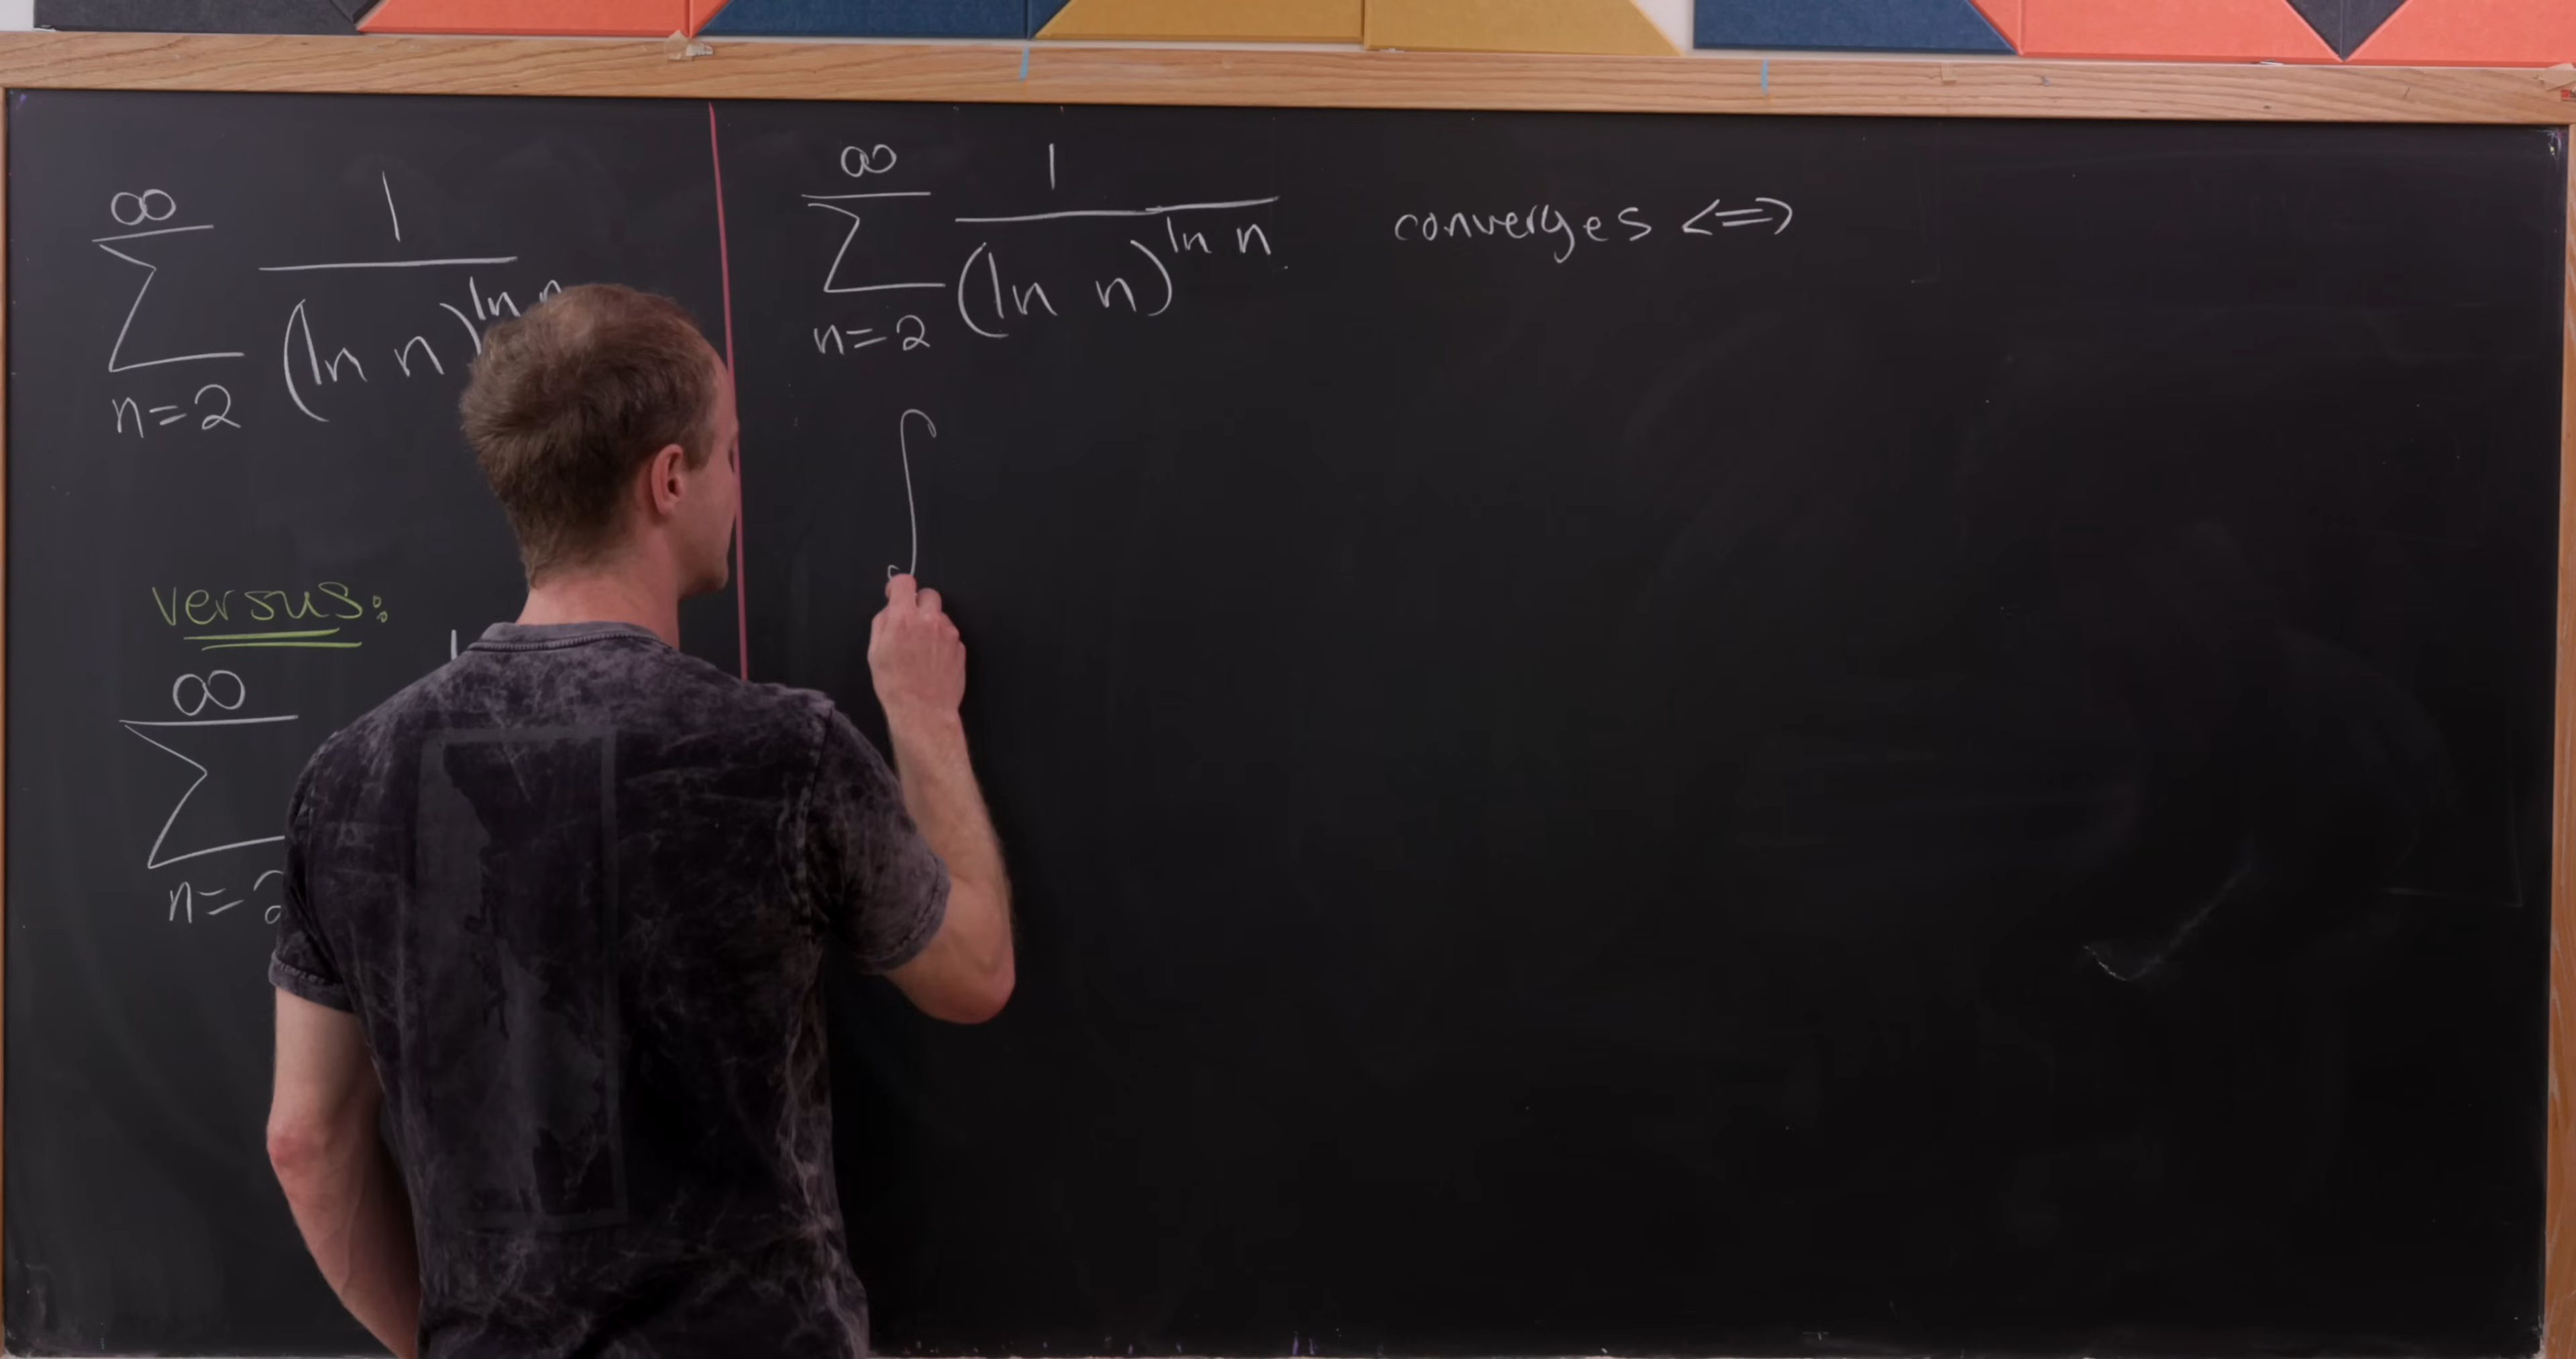 ∞
∑ 1/(ln n)^ln n
n=2
versus:
∞
∑
n=2
∞
∑ 1/(ln n)^ln n converges <=>
n=2
∫